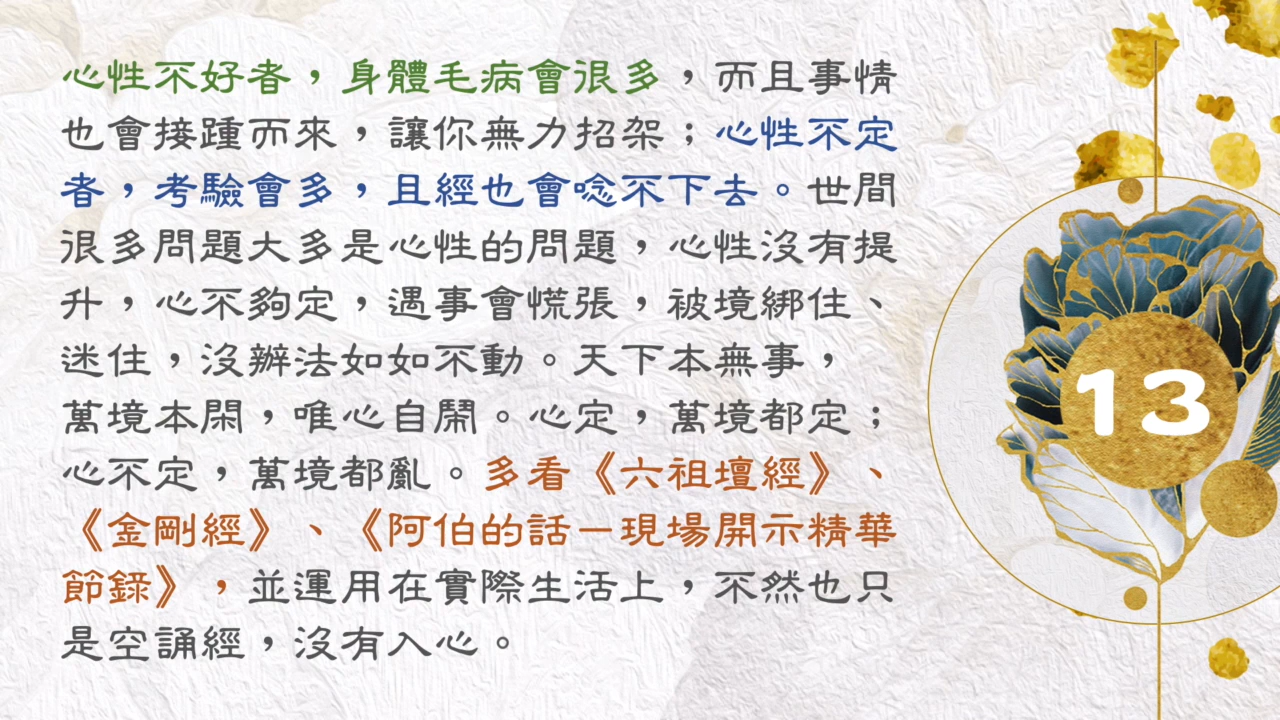 心性不好者，身體毛病會很多，而且事情
也會接踵而來，讓你無力招架；心性不定
者，考驗會多，且經也會唸不下去。世間
很多問題大多是心性的問題，心性沒有提
升，心不夠定，遇事會慌張，被境綁住、
迷住，沒辦法如如不動。天下本無事，
萬境本閑，唯心自鬧。心定，萬境都定；
心不定，萬境都亂。多看《六祖壇經》、
《金剛經》、《阿伯的話－現場開示精華
節錄》，並運用在實際生活上，不然也只
是空誦經，沒有入心。
13